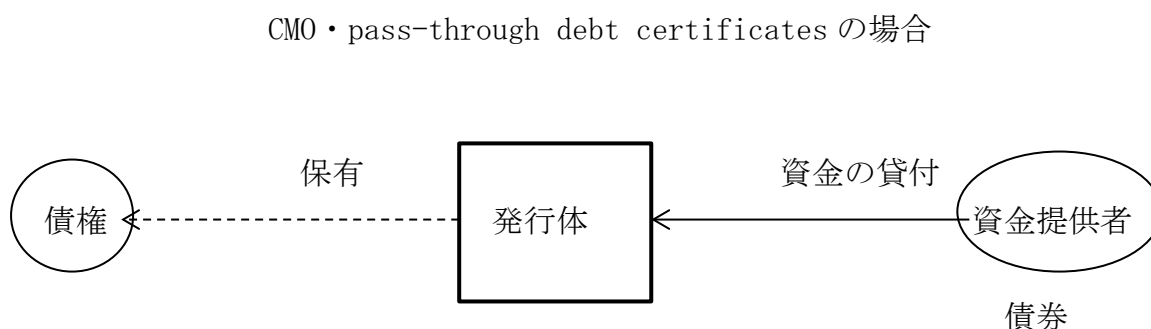 CMO・pass-through debt certificates の場合
保有
資金の貸付
債権
発行体
資金提供者
債券